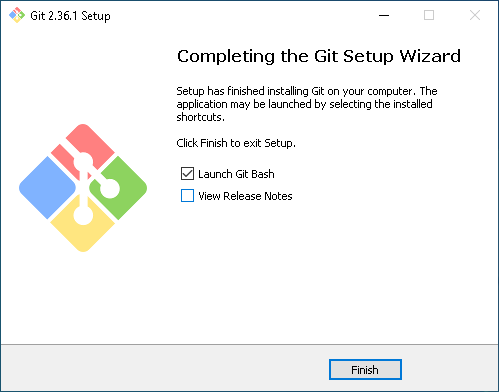 Git 2.36.1 Setup
Completing the Git Setup Wizard
Setup has finished installing Git on your computer. The
application may be launched by selecting the installed
shortcuts.
Click Finish to exit Setup.
Launch Git Bash
View Release Notes
Finish